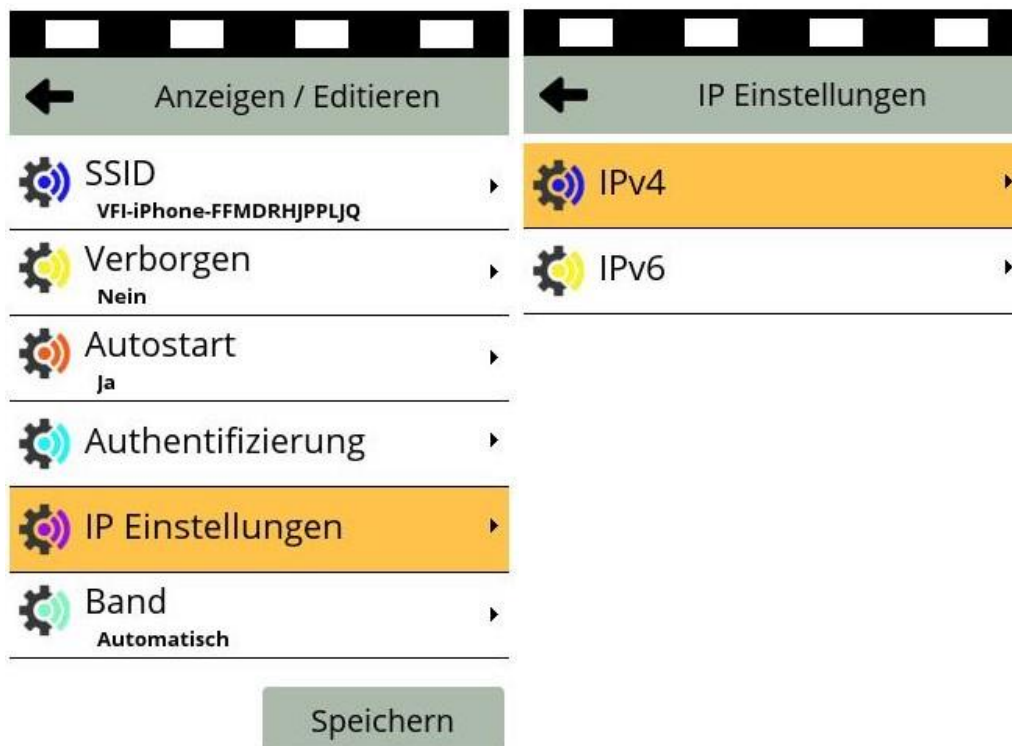 Anzeigen / Editieren
SSID
VFI-iPhone-FFMDRHJPPLJQ
Verborgen
Nein
Autostart
Ja
Authentifizierung
IP Einstellungen
Band
Automatisch
Speichern
IP Einstellungen
IPv4
IPv6